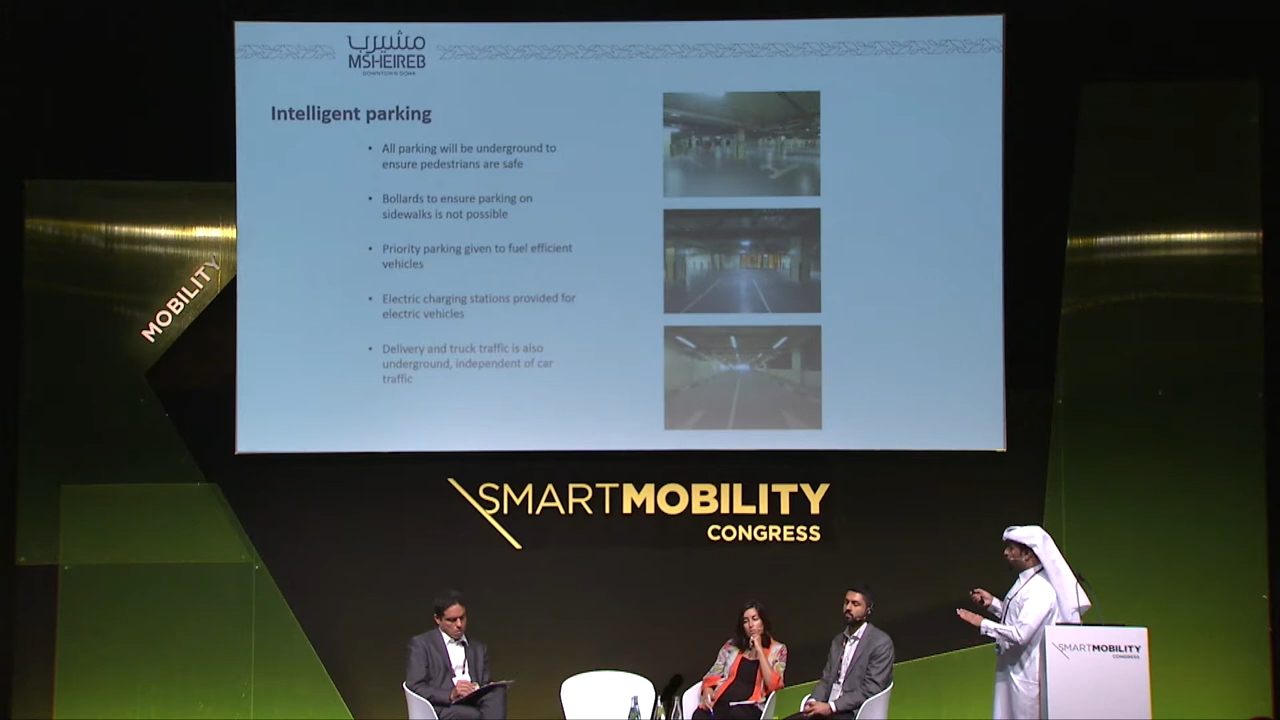 مشيرب
MSHEIREB
DOWNTOWN DOHA
Intelligent parking
• All parking will be underground to
ensure pedestrians are safe
• Bollards to ensure parking on
sidewalks is not possible
• Priority parking given to fuel efficient
vehicles
• Electric charging stations provided for
electric vehicles
• Delivery and truck traffic is also
underground, independent of car
traffic
MOBILITY
SMARTMOBILITY
CONGRESS
SMARTMOBILITY
CONGRESS